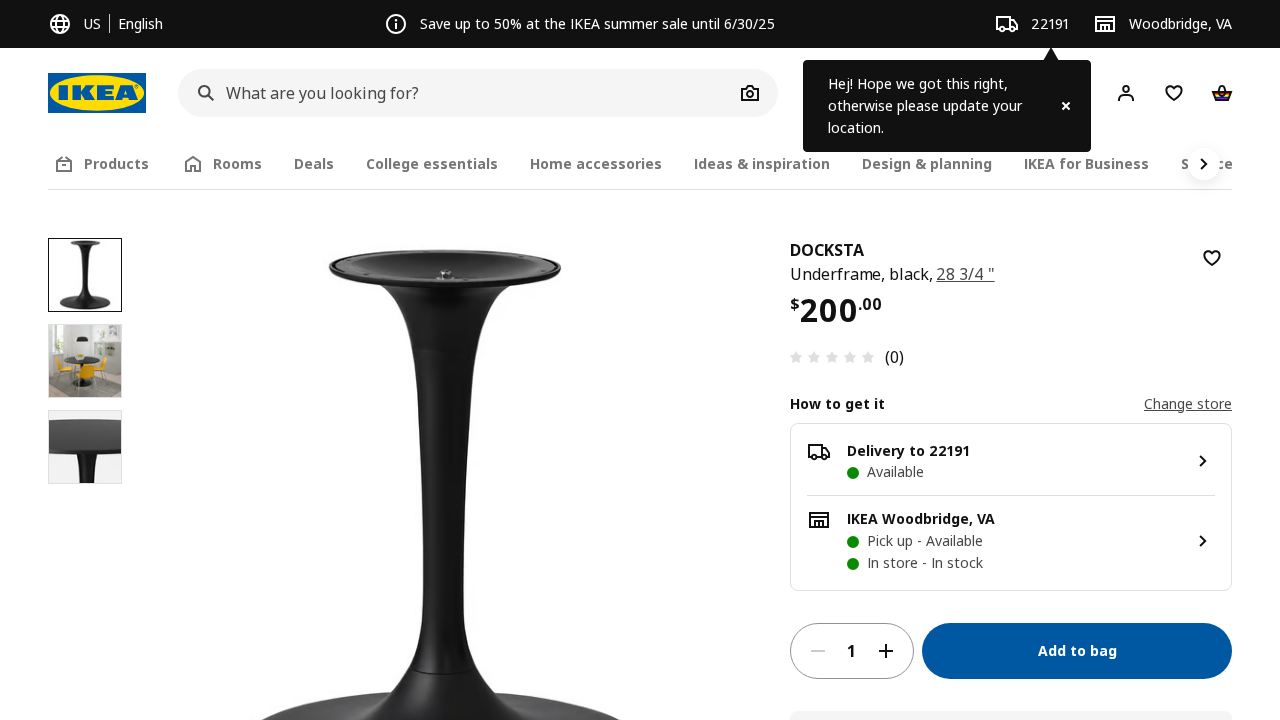 US
English
Save up to 50% at the IKEA summer sale until 6/30/25
22191
Woodbridge, VA
IKEA
What are you looking for?
Hej! Hope we got this right,
otherwise please update your
location.
Products
Rooms
Deals
College essentials
Home accessories
Ideas & inspiration
Design & planning
IKEA for Business
DOCKSTA
Underframe, black, 28 3/4 "
$200.00
(0)
How to get it
Change store
Delivery to 22191
Available
IKEA Woodbridge, VA
Pick up - Available
In store - In stock
1
Add to bag